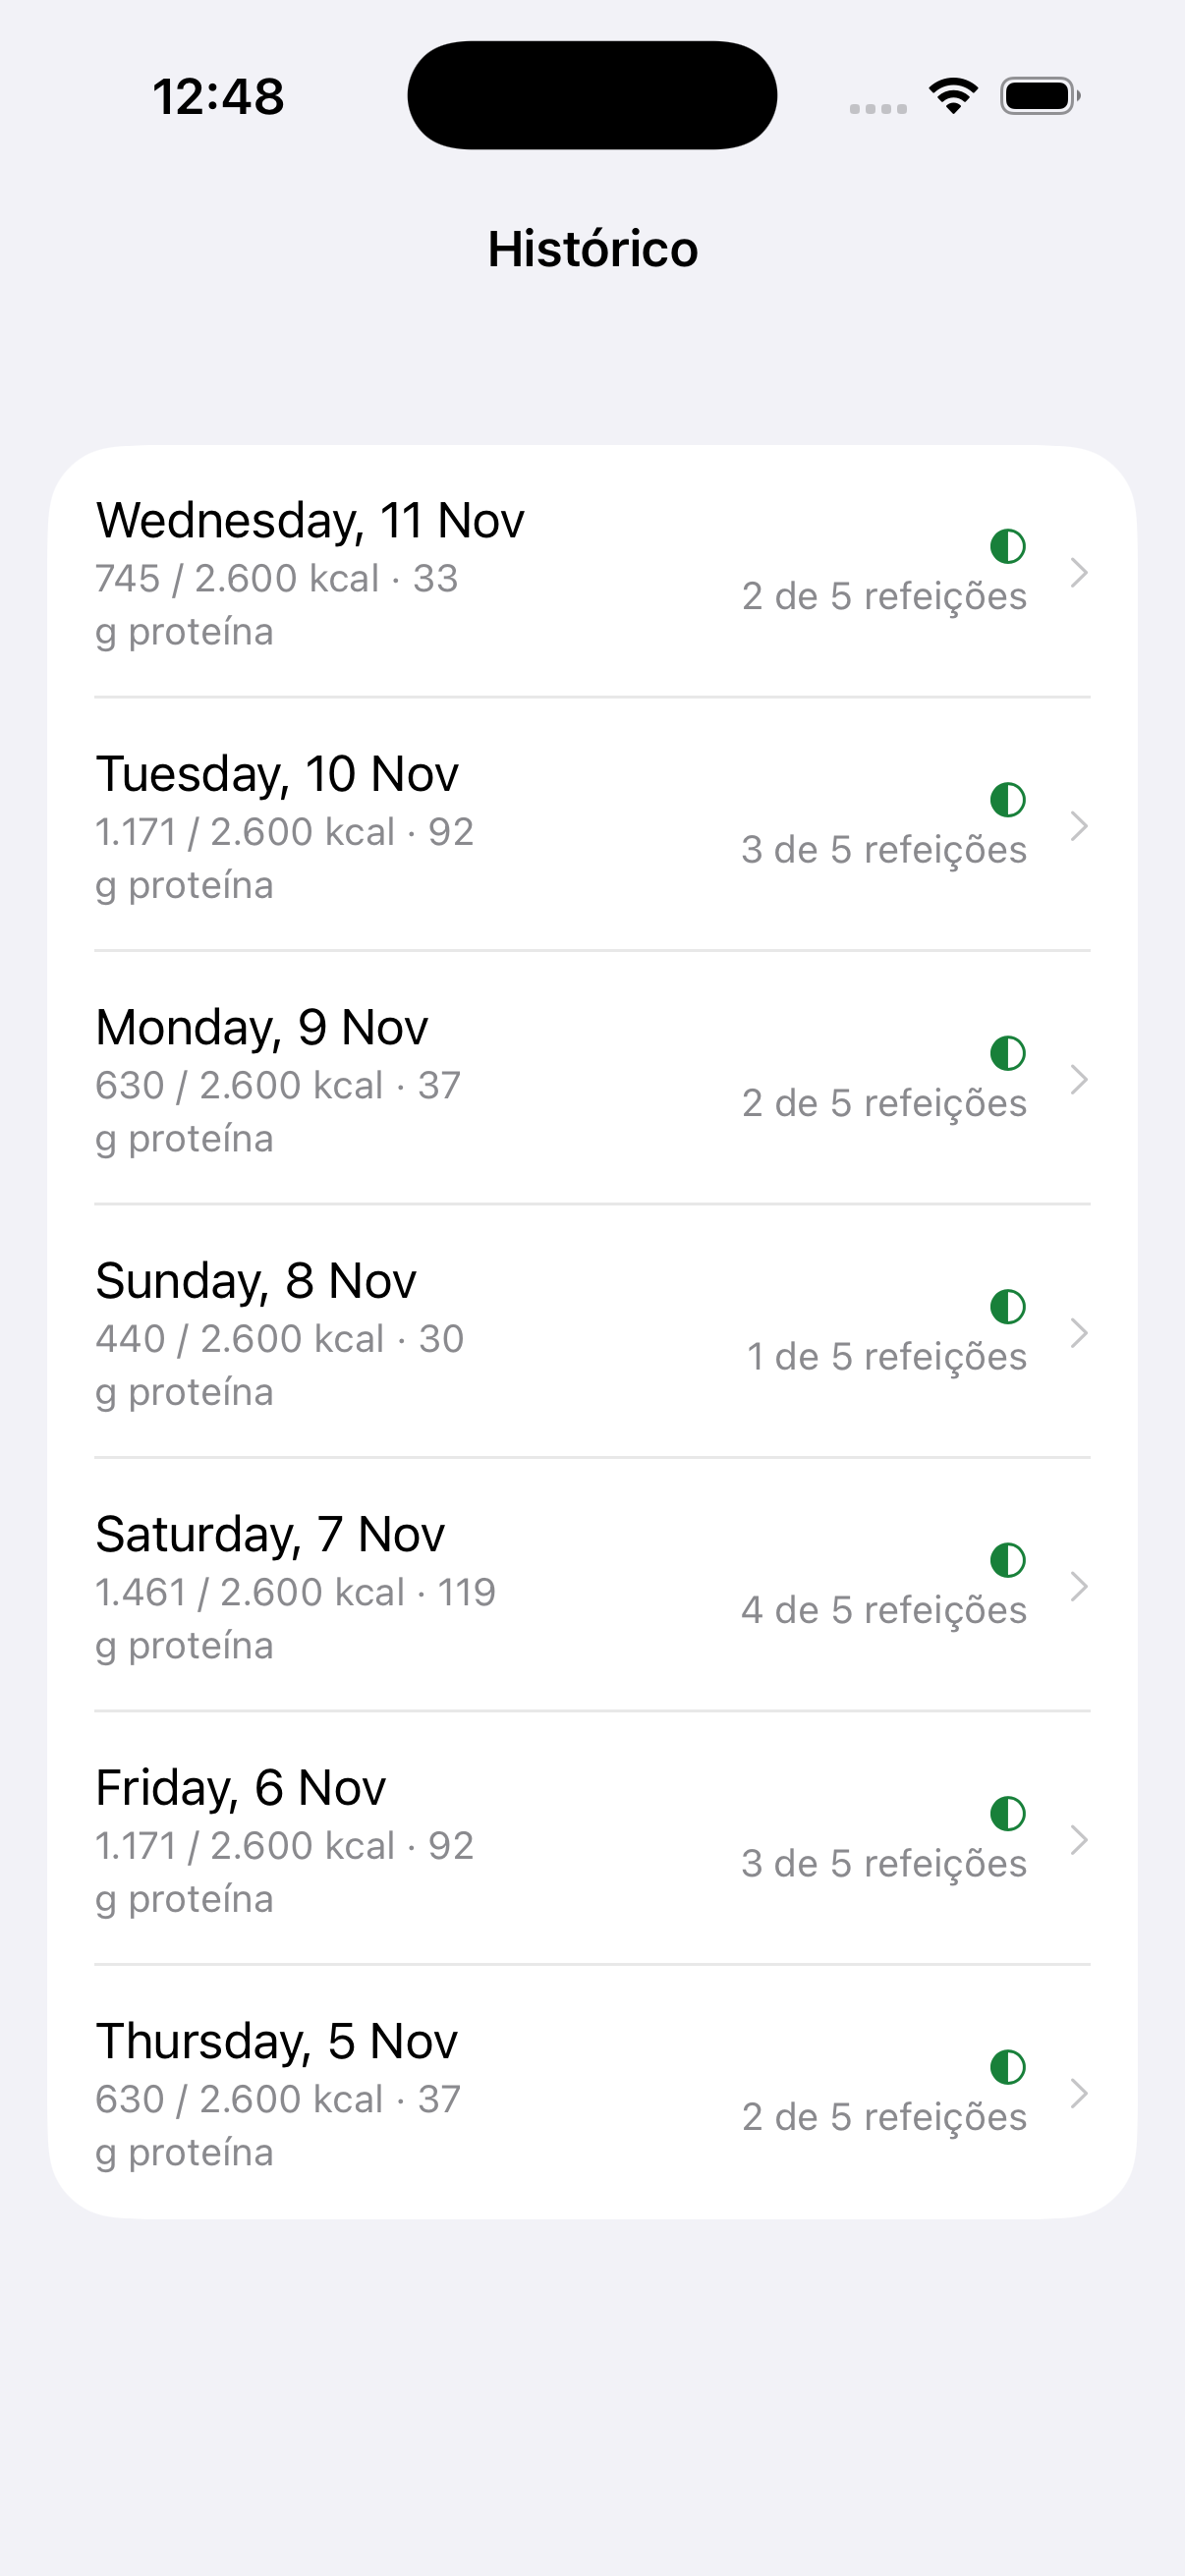 12:48
Histórico
Wednesday, 11 Nov
745 / 2.600 kcal · 33
g proteína
2 de 5 refeições
Tuesday, 10 Nov
1.171 / 2.600 kcal · 92
g proteína
3 de 5 refeições
Monday, 9 Nov
630 / 2.600 kcal · 37
g proteína
2 de 5 refeições
Sunday, 8 Nov
440 / 2.600 kcal · 30
g proteína
1 de 5 refeições
Saturday, 7 Nov
1.461 / 2.600 kcal · 119
g proteína
4 de 5 refeições
Friday, 6 Nov
1.171 / 2.600 kcal · 92
g proteína
3 de 5 refeições
Thursday, 5 Nov
630 / 2.600 kcal · 37
g proteína
2 de 5 refeições